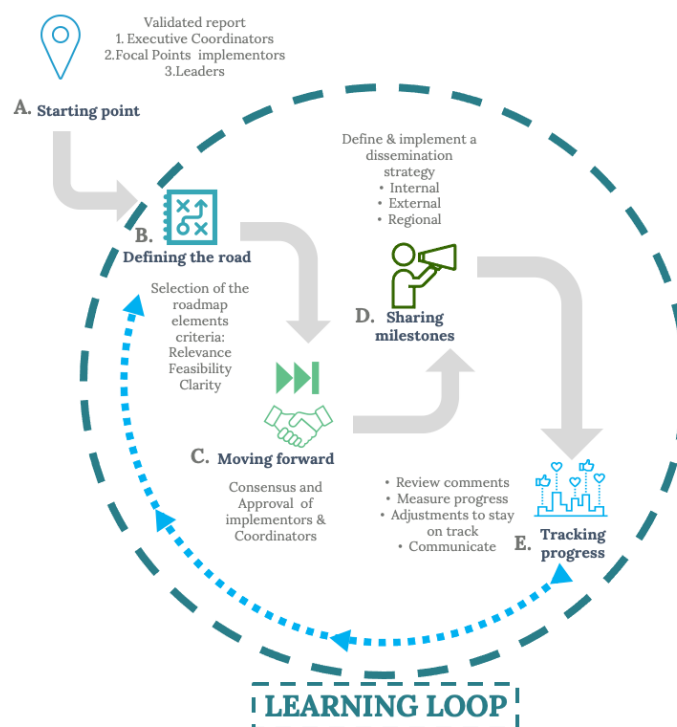 Validated report
1. Executive Coordinators
2.Focal Points implementors
3.Leaders
A. Starting point
B.
Defining the road
Selection of the
roadmap
elements
criteria:
Relevance
Feasibility
Clarity
C. Moving forward
Consensus and
Approval of
implementors &
Coordinators
Define & implement a
dissemination
strategy
• Internal
• External
• Regional
D. Sharing
milestones
• Review comments
• Measure progress
• Adjustments to stay
on track
• Communicate
E. Tracking
progress
LEARNING LOOP